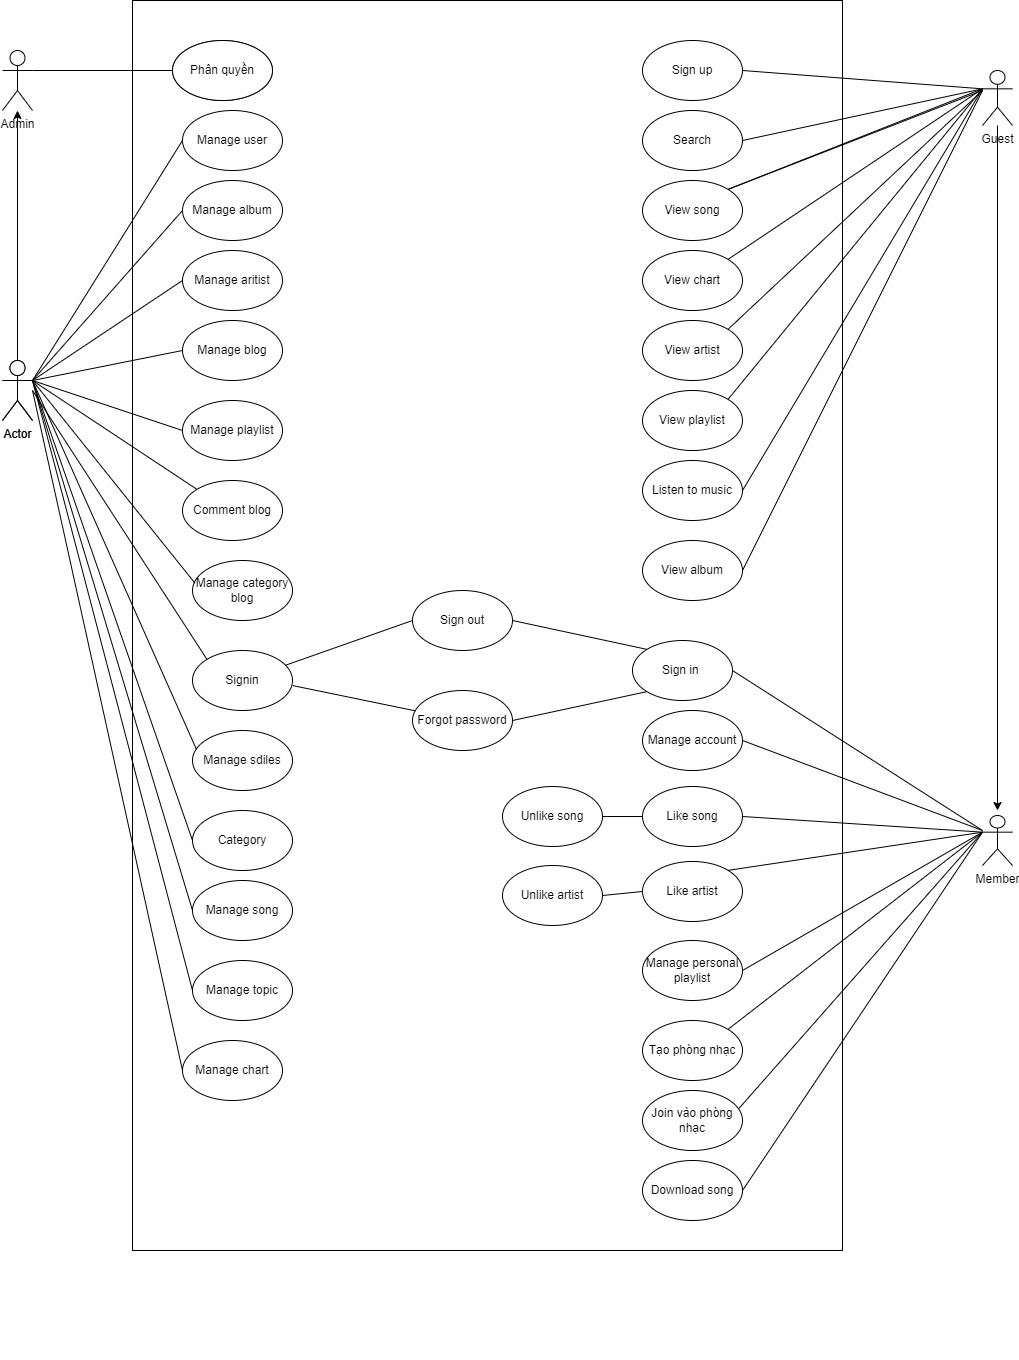 Admin
Phân quyền
Manage user
Manage album
Manage aritist
Manage blog
Actor
Manage playlist
Comment blog
Manage category
blog
Signin
Manage sdiles
Category
Manage song
Manage topic
Manage chart
Sign out
Forgot password
Sign up
Search
View song
View chart
View artist
View playlist
Listen to music
View album
Sign in
Manage account
Unlike song
Like song
Unlike artist
Like artist
Manage personal
playlist
Tạo phòng nhạc
Join vào phòng
nhạc
Download song
Guest
Member